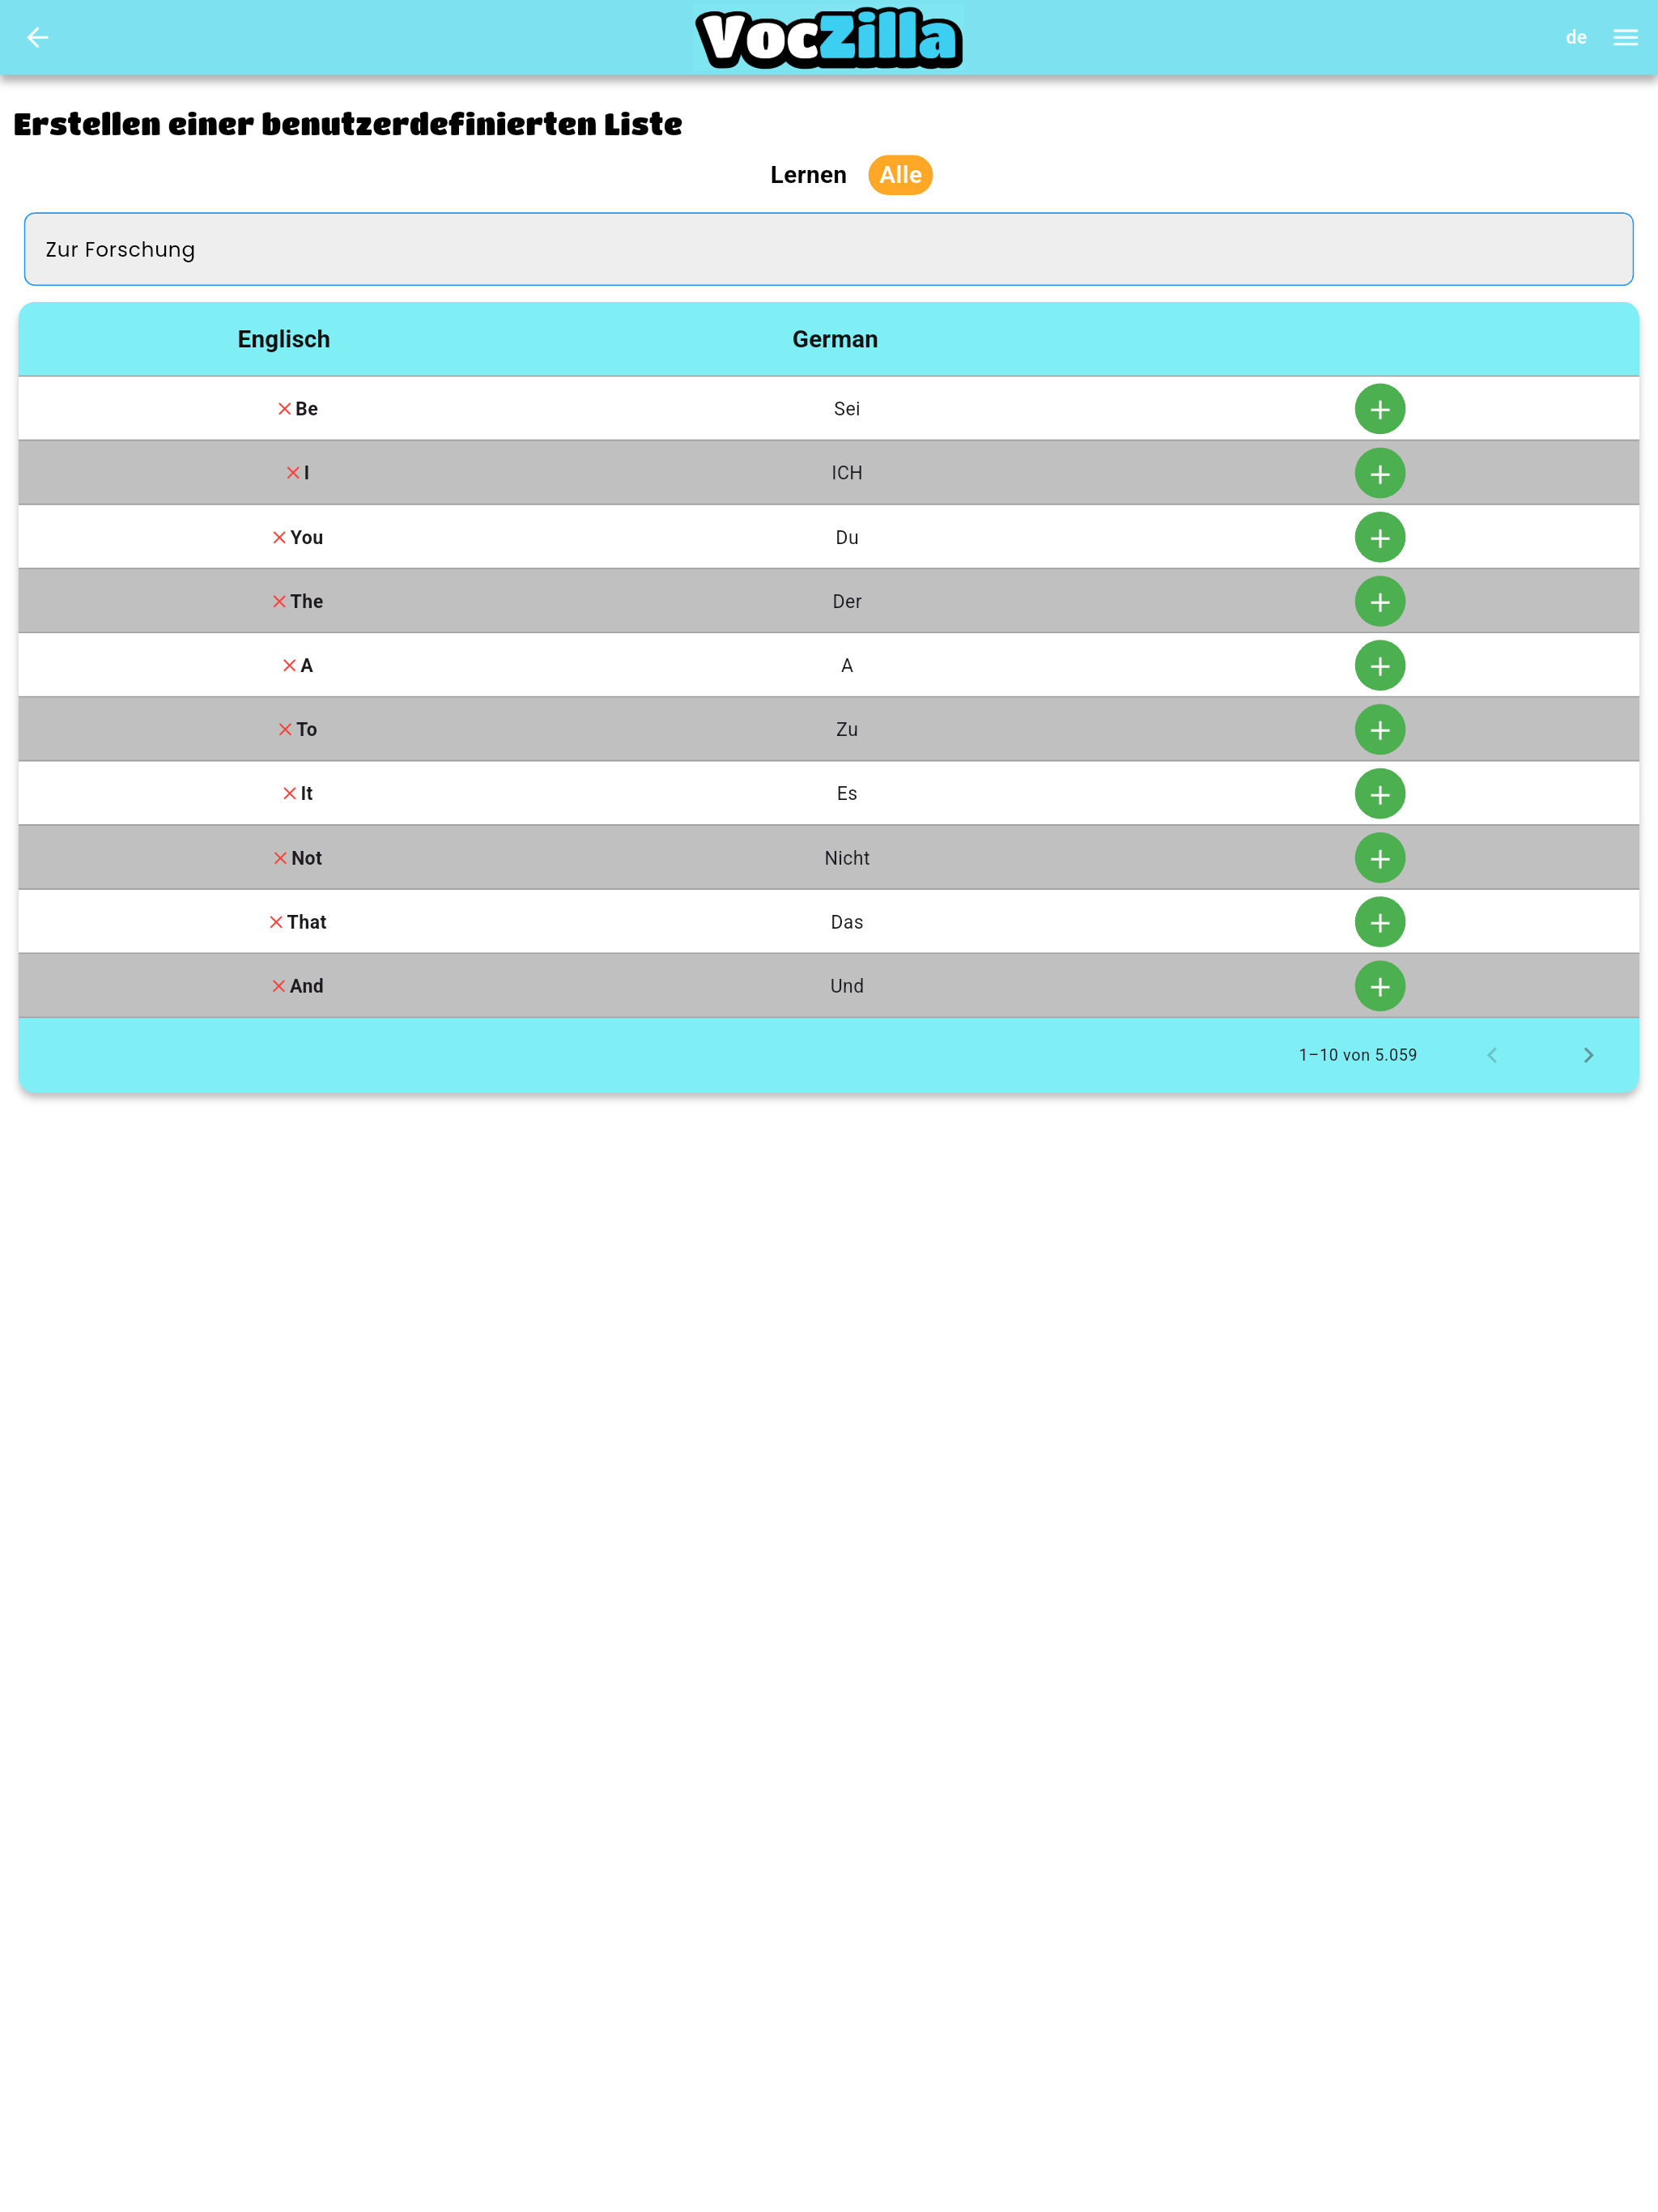 VocZilla
de
Erstellen einer benutzerdefinierten Liste
Lernen Alle
Zur Forschung
Englisch German
Be Sei
I ICH
You Du
The Der
A A
To Zu
It Es
Not Nicht
That Das
And Und
1–10 von 5.059